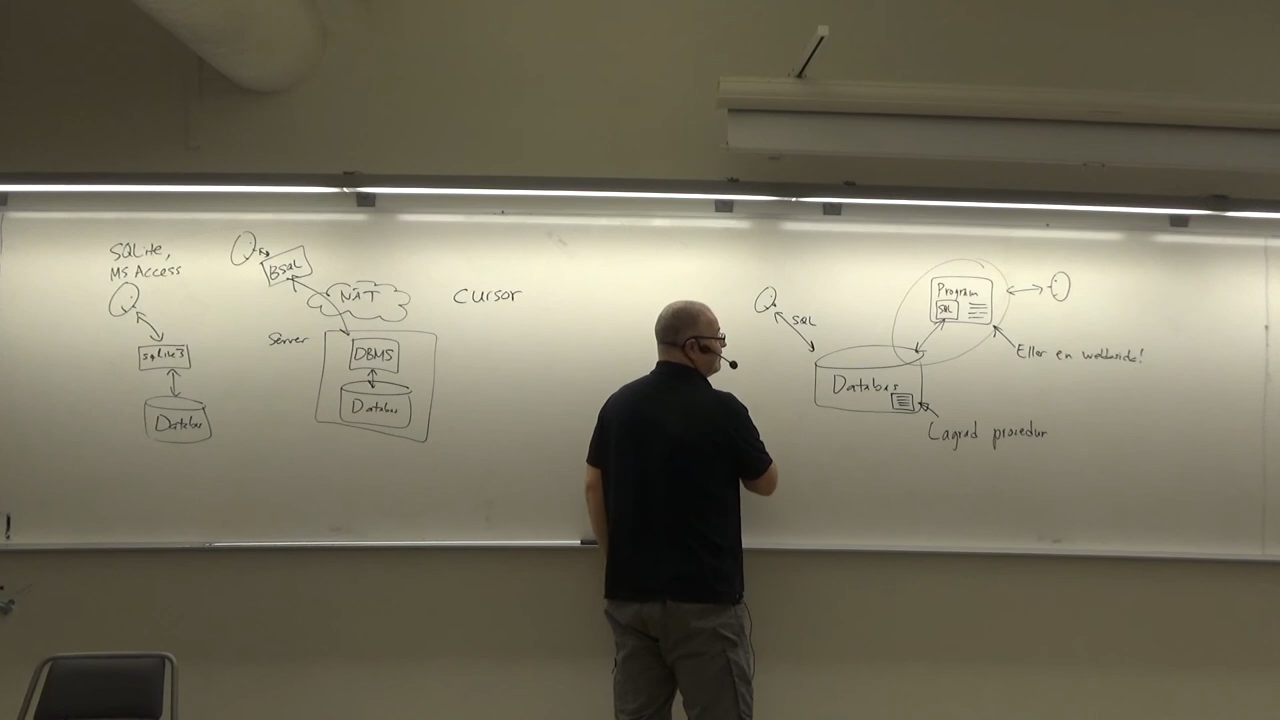 SQLite,
MS Access
sqlite3
Databas
BSQL
NÄT
Server
DBMS
Databas
Cursor
SQL
Program
SQL
Eller en webbsida!
Databas
Lagrad procedur